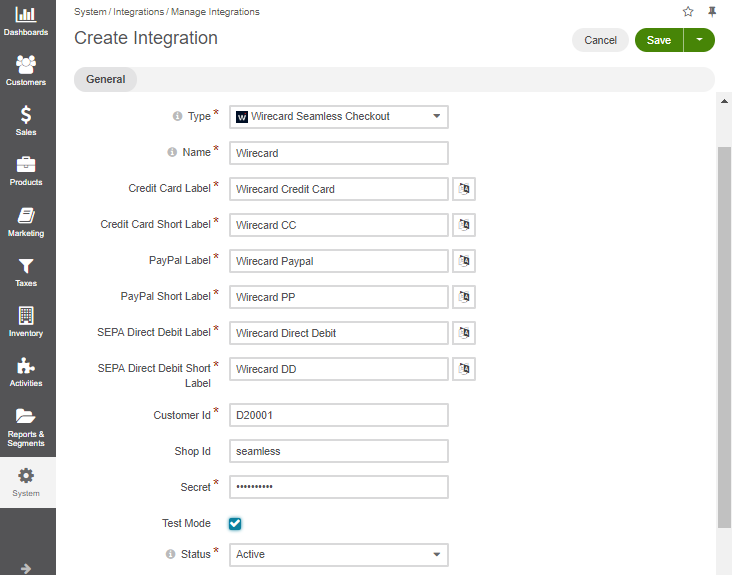 Dashboards
Customers
$
Sales
Products
Marketing
Taxes
Inventory
Activities
Reports &
Segments
System
System / Integrations / Manage Integrations
Create Integration
Cancel
Save
General
Type * W Wirecard Seamless Checkout
Name * Wirecard
Credit Card Label * Wirecard Credit Card
Credit Card Short Label * Wirecard CC
PayPal Label * Wirecard Paypal
PayPal Short Label * Wirecard PP
SEPA Direct Debit Label * Wirecard Direct Debit
SEPA Direct Debit Short * Wirecard DD
Label
Customer Id * D20001
Shop Id seamless
Secret * ••••••••••
Test Mode
Status * Active